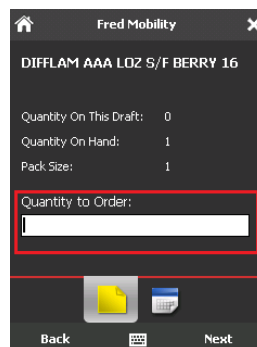 Fred Mobility
DIFFLAM AAA LOZ S/F BERRY 16
Quantity On This Draft: 0
Quantity On Hand: 1
Pack Size: 1
Quantity to Order:
Back Next